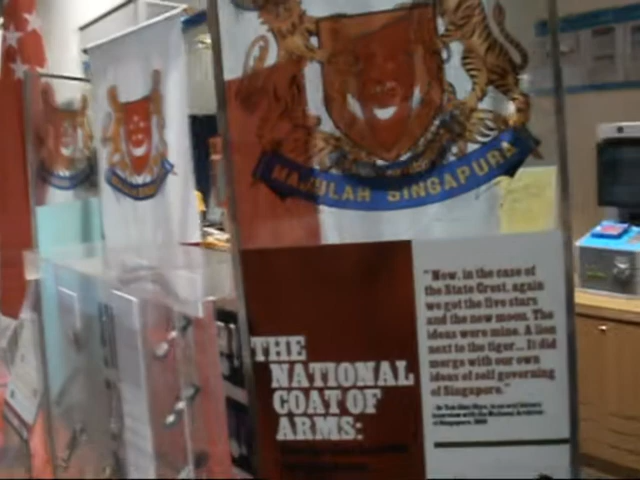 MAJULAH SINGAPURA
THE
NATIONAL
COAT OF
ARMS:
"Now, in the case of
the State Crest, again
we got the five stars
and the new moon. The
ideas were mine. A lion
next to the tiger... It did
merge with our own
ideas of self governing
of Singapore."